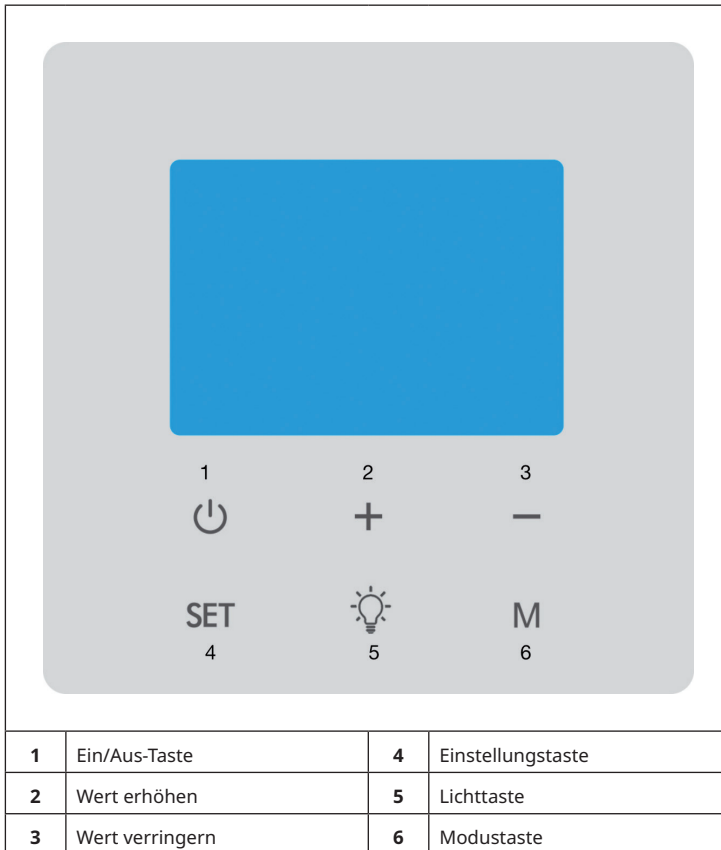 1 2 3
+ −
SET M
4 5 6
1 Ein/Aus-Taste 4 Einstellungstaste
2 Wert erhöhen 5 Lichttaste
3 Wert verringern 6 Modustaste